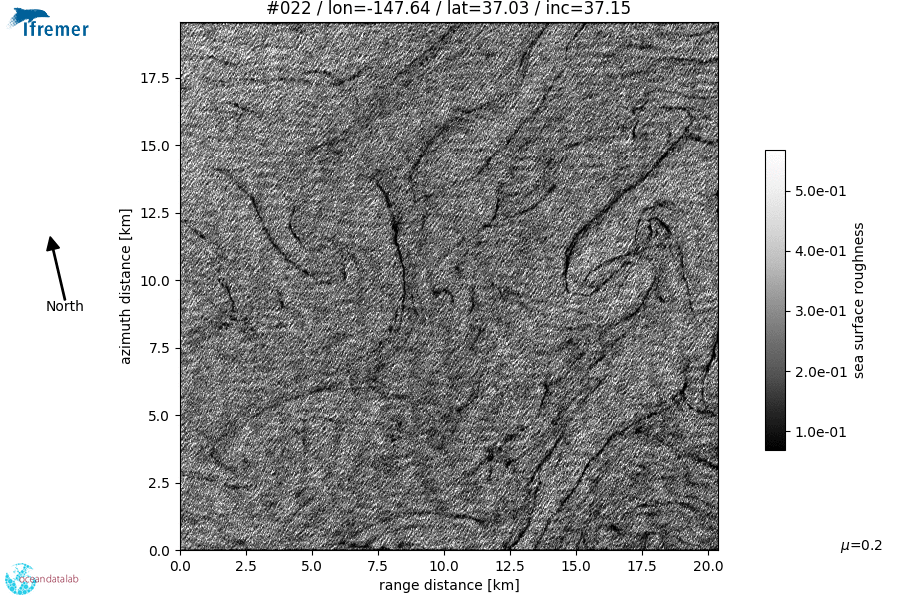 #022 / lon=-147.64 / lat=37.03 / inc=37.15
Ifremer
17.5
15.0
12.5
10.0
7.5
5.0
2.5
0.0
azimuth distance [km]
0.0 2.5 5.0 7.5 10.0 12.5 15.0 17.5 20.0
range distance [km]
North
5.0e-01
4.0e-01
3.0e-01
2.0e-01
1.0e-01
sea surface roughness
μ=0.2
oceandatalab